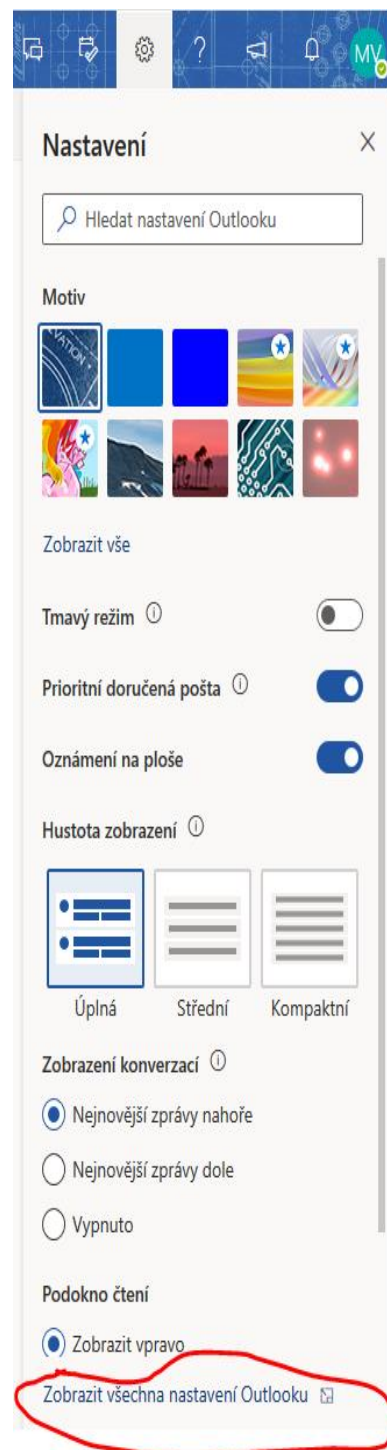 MV
Nastavení
Hledat nastavení Outlooku
Motiv
VATION
Zobrazit vše
Tmavý režim
Prioritní doručená pošta
Oznámení na ploše
Hustota zobrazení
Úplná Střední Kompaktní
Zobrazení konverzací
Nejnovější zprávy nahoře
Nejnovější zprávy dole
Vypnuto
Podokno čtení
Zobrazit vpravo
Zobrazit všechna nastavení Outlooku